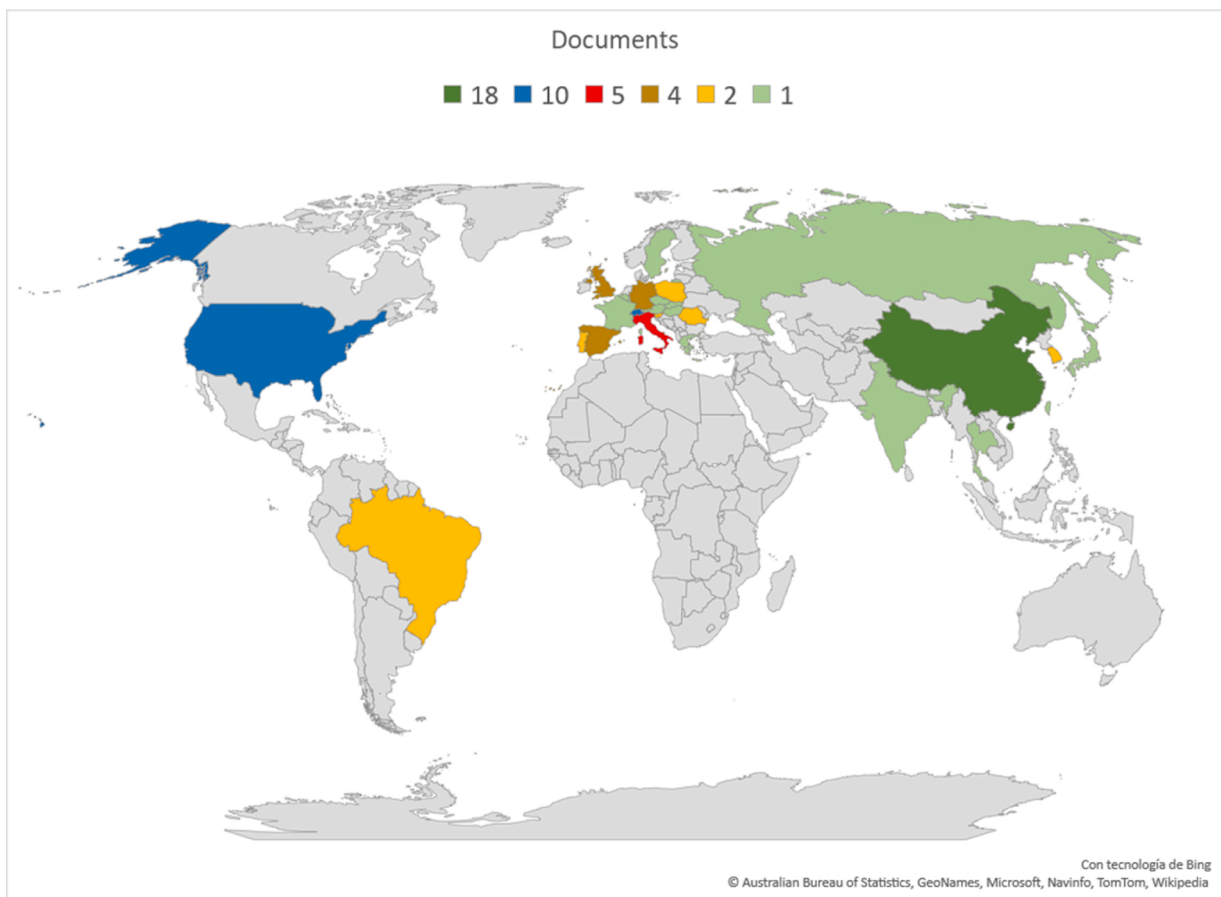 Documents
18 10 5 4 2 1
Con tecnología de Bing
© Australian Bureau of Statistics, GeoNames, Microsoft, Navinfo, TomTom, Wikipedia